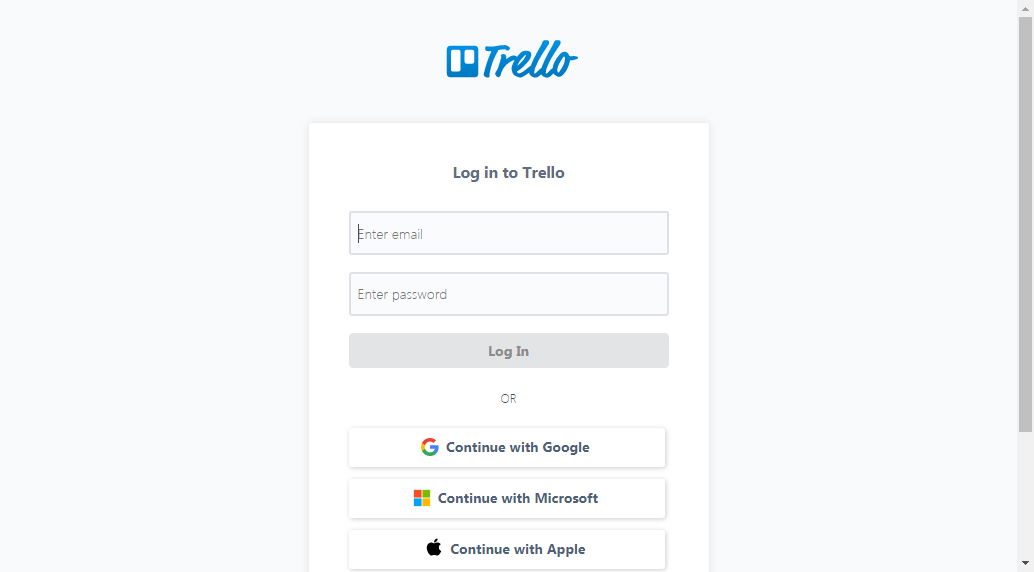 Trello
Log in to Trello
Enter email
Enter password
Log In
OR
Continue with Google
Continue with Microsoft
Continue with Apple